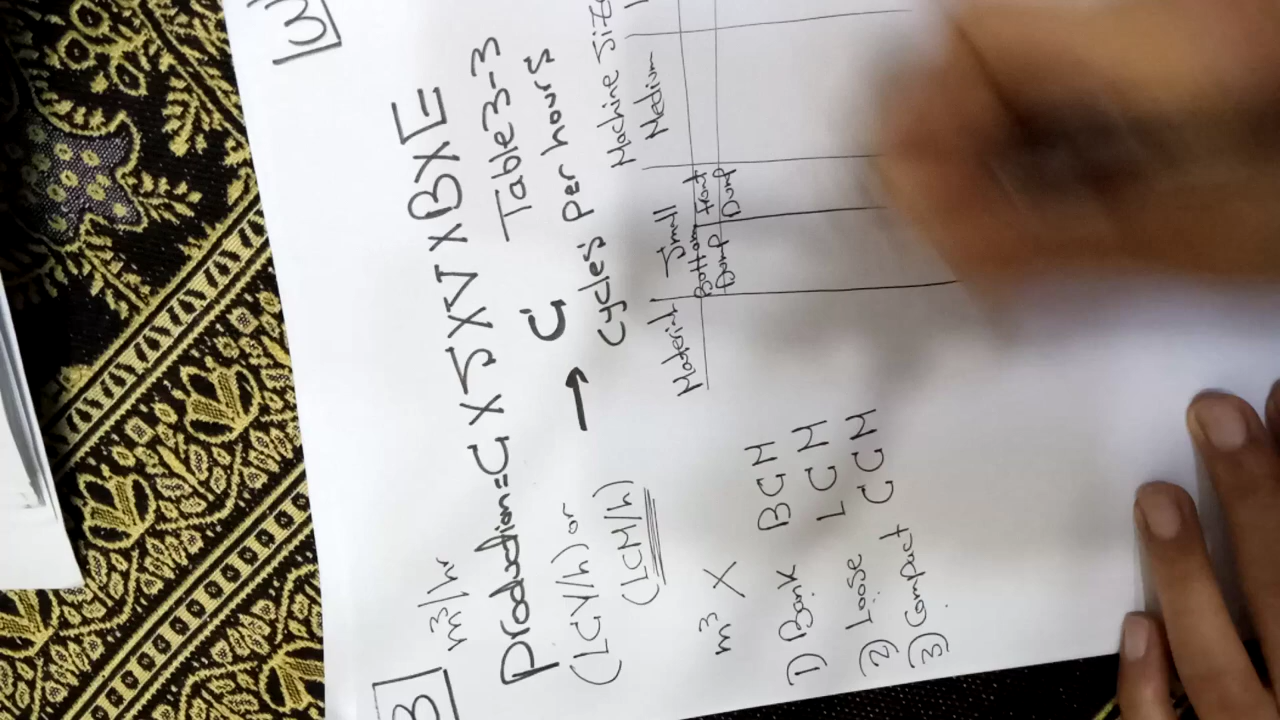 B
m³/hr
Production=C X S X V X B X E
(LCY/h) or → C Table 3-3
(LCM/h) cycles per hours
m³ X
1) Bank BCM
2) Loose LCM
3) Compact CCM
Machine Size
Material Small Medium
Bottom Dump Front Dump